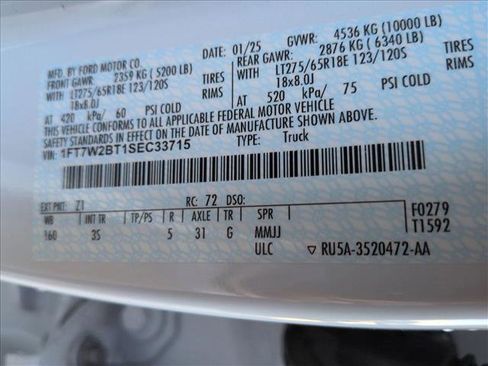 MFD. BY FORD MOTOR CO.
DATE: 01/25 GVWR: 4536 KG (10000 LB)
FRONT GAWR: 2359 KG (5200 LB) REAR GAWR: 2876 KG (6340 LB)
WITH WITH
LT275/65R18E 123/120S TIRES LT275/65R18E 123/120S TIRES
18x8.0J RIMS 18x8.0J RIMS
AT 420 kPa/ 60 PSI COLD AT 520 kPa/ 75 PSI COLD
THIS VEHICLE CONFORMS TO ALL APPLICABLE FEDERAL MOTOR VEHICLE
SAFETY STANDARDS IN EFFECT ON THE DATE OF MANUFACTURE SHOWN ABOVE.
VIN: 1FT7W2BT1SEC33715 TYPE: Truck
EXT PNT: Z1 RC: 72 DSO:
WB INT TR TP/PS R AXLE TR SPR
160 3S 5 31 G MMJJ
ULC
F0279
T1592
RU5A-3520472-AA